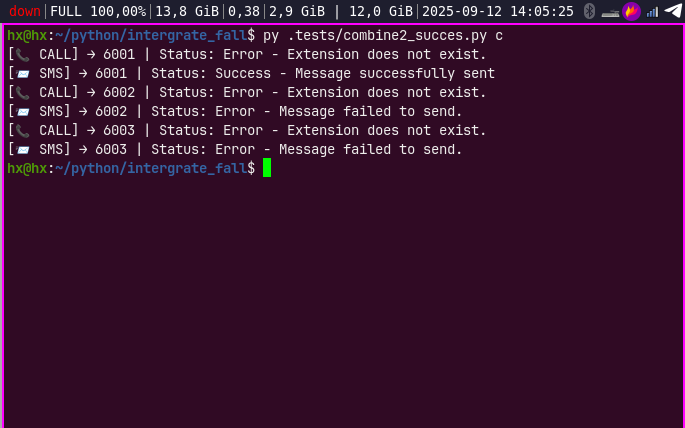 down|FULL 100,00%|13,8 GiB|0,38|2,9 GiB | 12,0 GiB|2025-09-12 14:05:25
hx@hx:~/python/intergrate_fall$ py .tests/combine2_succes.py c
[📞 CALL] → 6001 | Status: Error - Extension does not exist.
[📨 SMS] → 6001 | Status: Success - Message successfully sent
[📞 CALL] → 6002 | Status: Error - Extension does not exist.
[📨 SMS] → 6002 | Status: Error - Message failed to send.
[📞 CALL] → 6003 | Status: Error - Extension does not exist.
[📨 SMS] → 6003 | Status: Error - Message failed to send.
hx@hx:~/python/intergrate_fall$